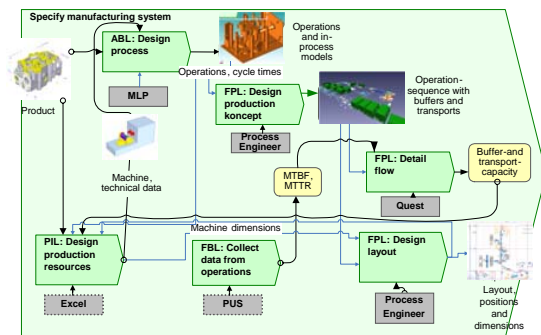 Specify manufacturing system
ABL: Design
process
Operations and in-
process models
Operations, cycle times
MLP
FPL: Design
production
koncept
Operation-
sequence with
buffers and
transports
Product
Process
Engineer
MTBF,
MTTR
FPL: Detail
flow
Buffer-and
transport-
capacity
Machine,
technical data
Quest
Machine dimensions
PIL: Design
production
resources
FBL: Collect
data from
operations
FPL: Design
layout
Excel
PUS
Process
Engineer
Layout,
positions
and
dimensions